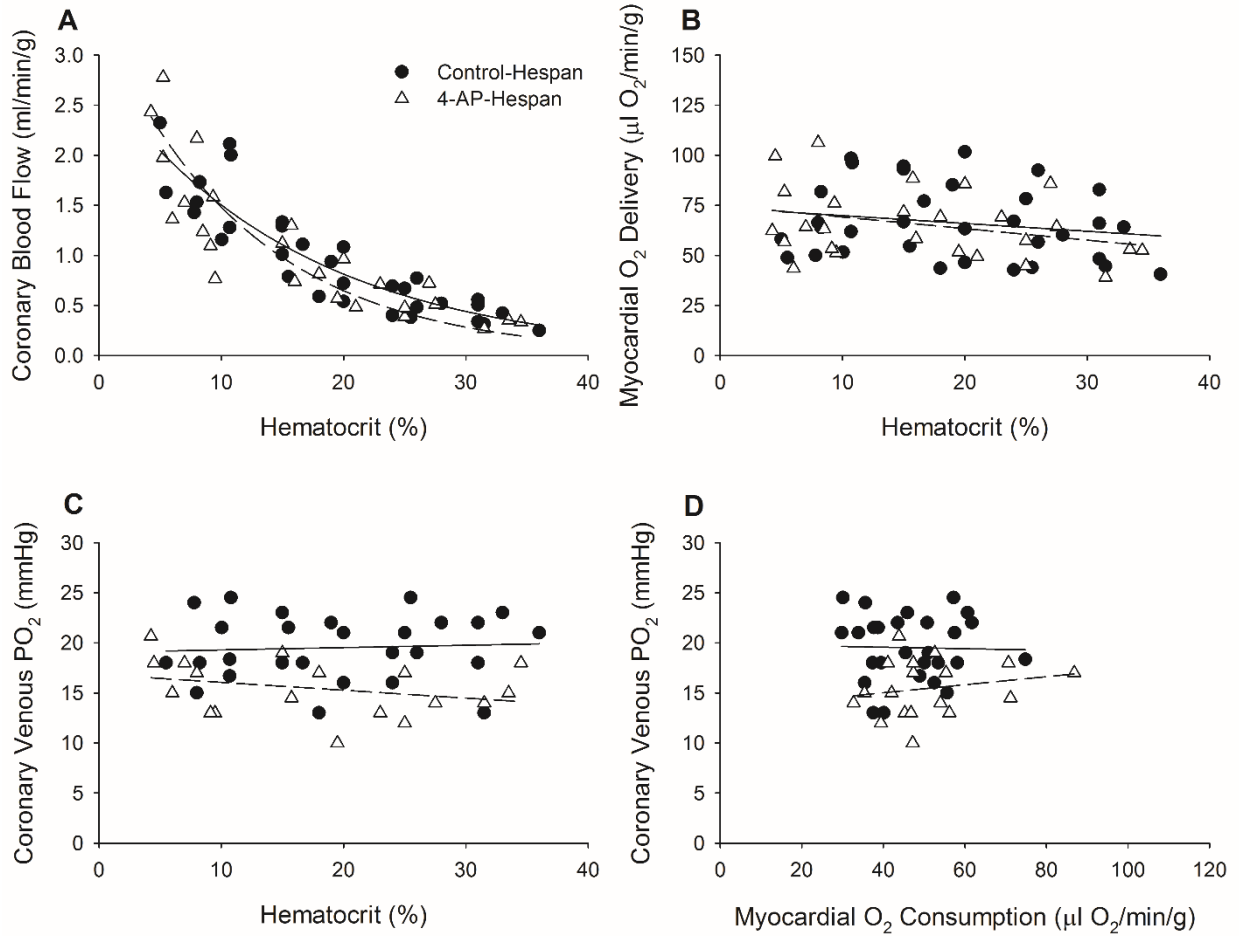 A
Coronary Blood Flow (ml/min/g)
3.0
2.5
2.0
1.5
1.0
0.5
0.0
0 10 20 30 40
Hematocrit (%)
Control-Hespan
4-AP-Hespan
B
Myocardial O₂ Delivery (µl O₂/min/g)
150
125
100
75
50
25
0
0 10 20 30 40
Hematocrit (%)
C
Coronary Venous PO₂ (mmHg)
30
25
20
15
10
5
0
0 10 20 30 40
Hematocrit (%)
D
Coronary Venous PO₂ (mmHg)
30
25
20
15
10
5
0
0 20 40 60 80 100 120
Myocardial O₂ Consumption (µl O₂/min/g)